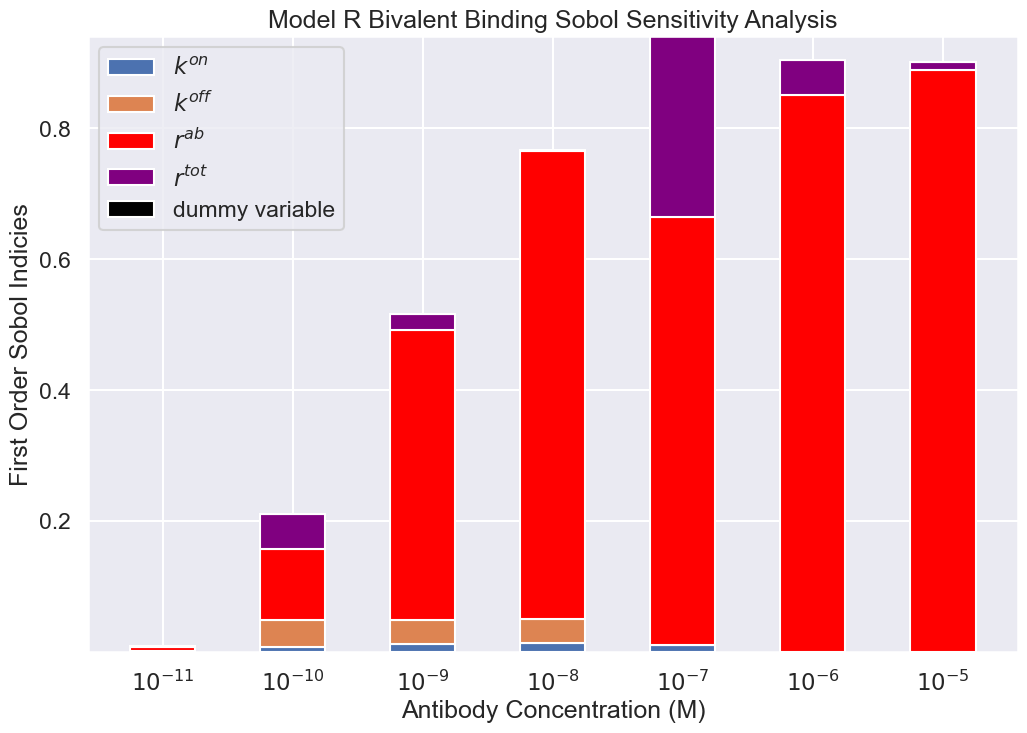 Model R Bivalent Binding Sobol Sensitivity Analysis
k^{on}
k^{off}
r^{ab}
r^{tot}
dummy variable
First Order Sobol Indicies
0.8
0.6
0.4
0.2
10^{-11} 10^{-10} 10^{-9} 10^{-8} 10^{-7} 10^{-6} 10^{-5}
Antibody Concentration (M)